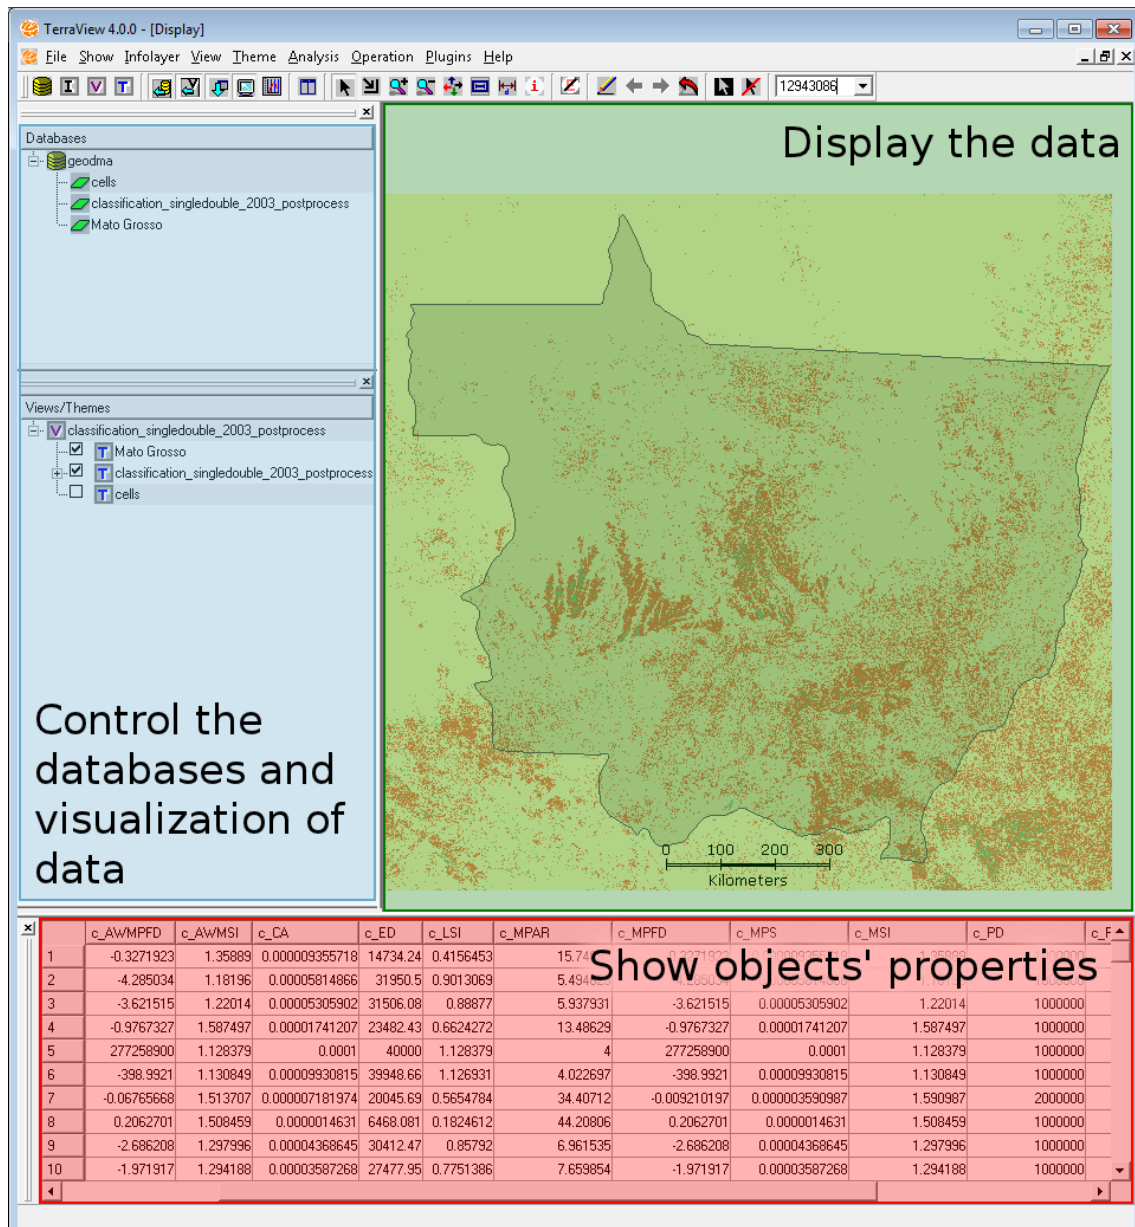 TerraView 4.0.0 - [Display]
File Show Infolayer View Theme Analysis Operation Plugins Help
12943086
Databases
geodma
cells
classification_singledouble_2003_postprocess
Mato Grosso
Views/Themes
classification_singledouble_2003_postprocess
Mato Grosso
classification_singledouble_2003_postprocess
cells
Control the
databases and
visualization of
data
Display the data
0 100 200 300
Kilometers
c_AWMPFD c_AWMSI c_CA c_ED c_LSI c_MPAR c_MPFD c_MPS c_MSI c_PD
Show objects' properties
1 -0.3271923 1.35889 0.000009355718 14734.24 0.4156453
2 -4.285034 1.18196 0.00005814866 31950.5 0.9013069
3 -3.621515 1.22014 0.00005305902 31506.08 0.88877 5.937931 -3.621515 0.00005305902 1.22014 1000000
4 -0.9767327 1.587497 0.00001741207 23482.43 0.6624272 13.48629 -0.9767327 0.00001741207 1.587497 1000000
5 277258900 1.128379 0.0001 40000 1.128379 4 277258900 0.0001 1.128379 1000000
6 -398.9921 1.130849 0.00009930815 39948.66 1.126931 4.022697 -398.9921 0.00009930815 1.130849 1000000
7 -0.06765668 1.513707 0.000007181974 20045.69 0.5654784 34.40712 -0.009210197 0.000003590987 1.590987 2000000
8 0.2062701 1.508459 0.0000014631 6468.081 0.1824612 44.20806 0.2062701 0.0000014631 1.508459 1000000
9 -2.686208 1.297996 0.00004368645 30412.47 0.85792 6.961535 -2.686208 0.00004368645 1.297996 1000000
10 -1.971917 1.294188 0.00003587268 27477.95 0.7751386 7.659854 -1.971917 0.00003587268 1.294188 1000000